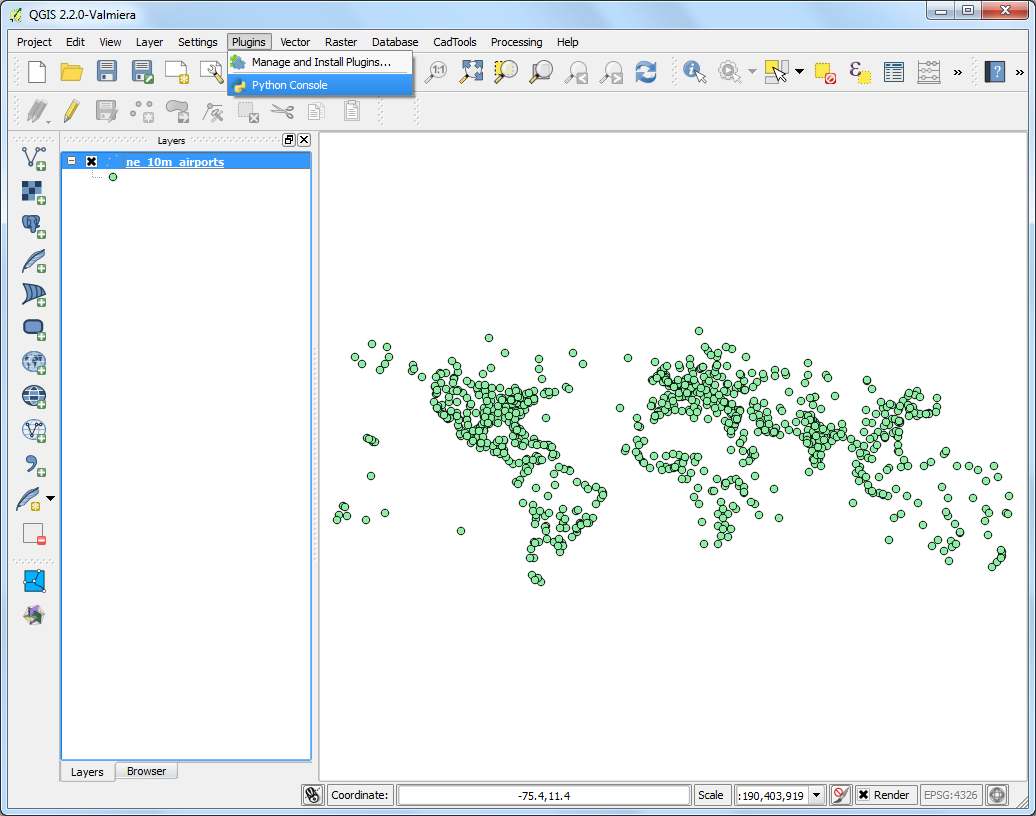 QGIS 2.2.0-Valmiera
Project Edit View Layer Settings Plugins Vector Raster Database CadTools Processing Help
Manage and Install Plugins...
Python Console
1:1
»
?
»
Layers
ne_10m_airports
Layers Browser
Coordinate: -75.4,11.4 Scale :190,403,919 Render EPSG:4326